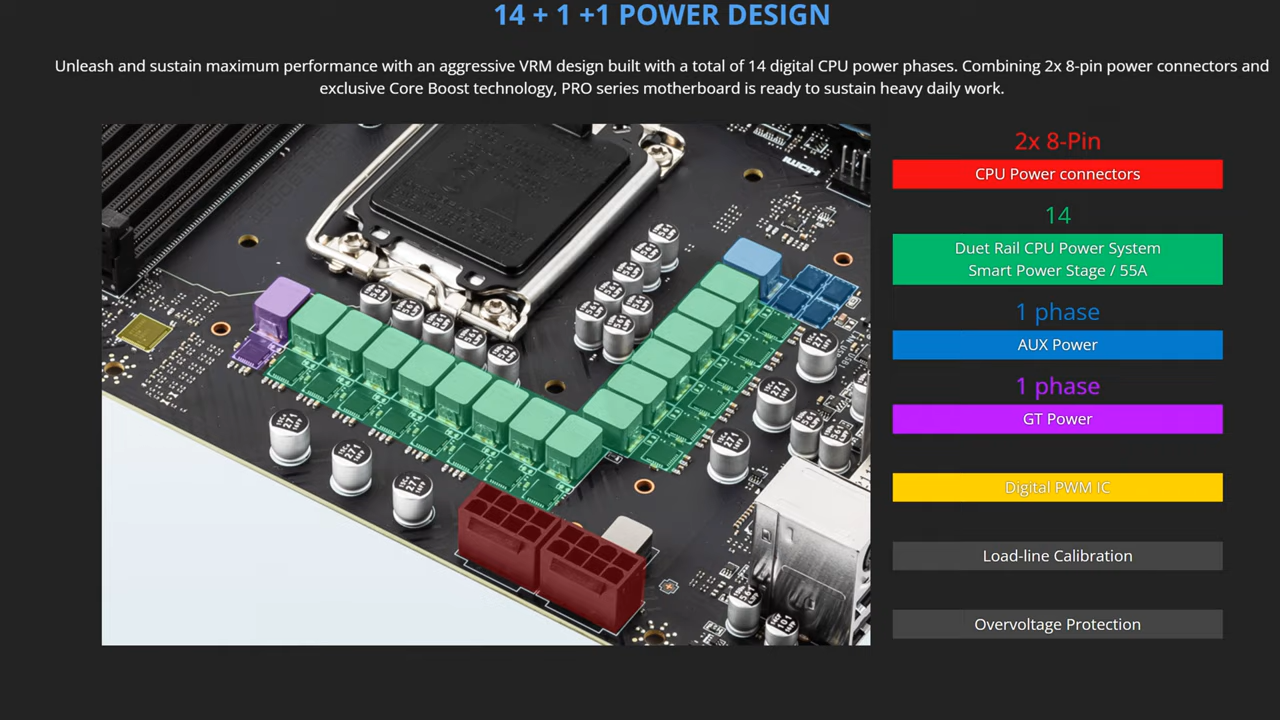 14 + 1 +1 POWER DESIGN
Unleash and sustain maximum performance with an aggressive VRM design built with a total of 14 digital CPU power phases. Combining 2x 8-pin power connectors and
exclusive Core Boost technology, PRO series motherboard is ready to sustain heavy daily work.
2x 8-Pin
CPU Power connectors
14
Duet Rail CPU Power System
Smart Power Stage / 55A
1 phase
AUX Power
1 phase
GT Power
Digital PWM IC
Load-line Calibration
Overvoltage Protection